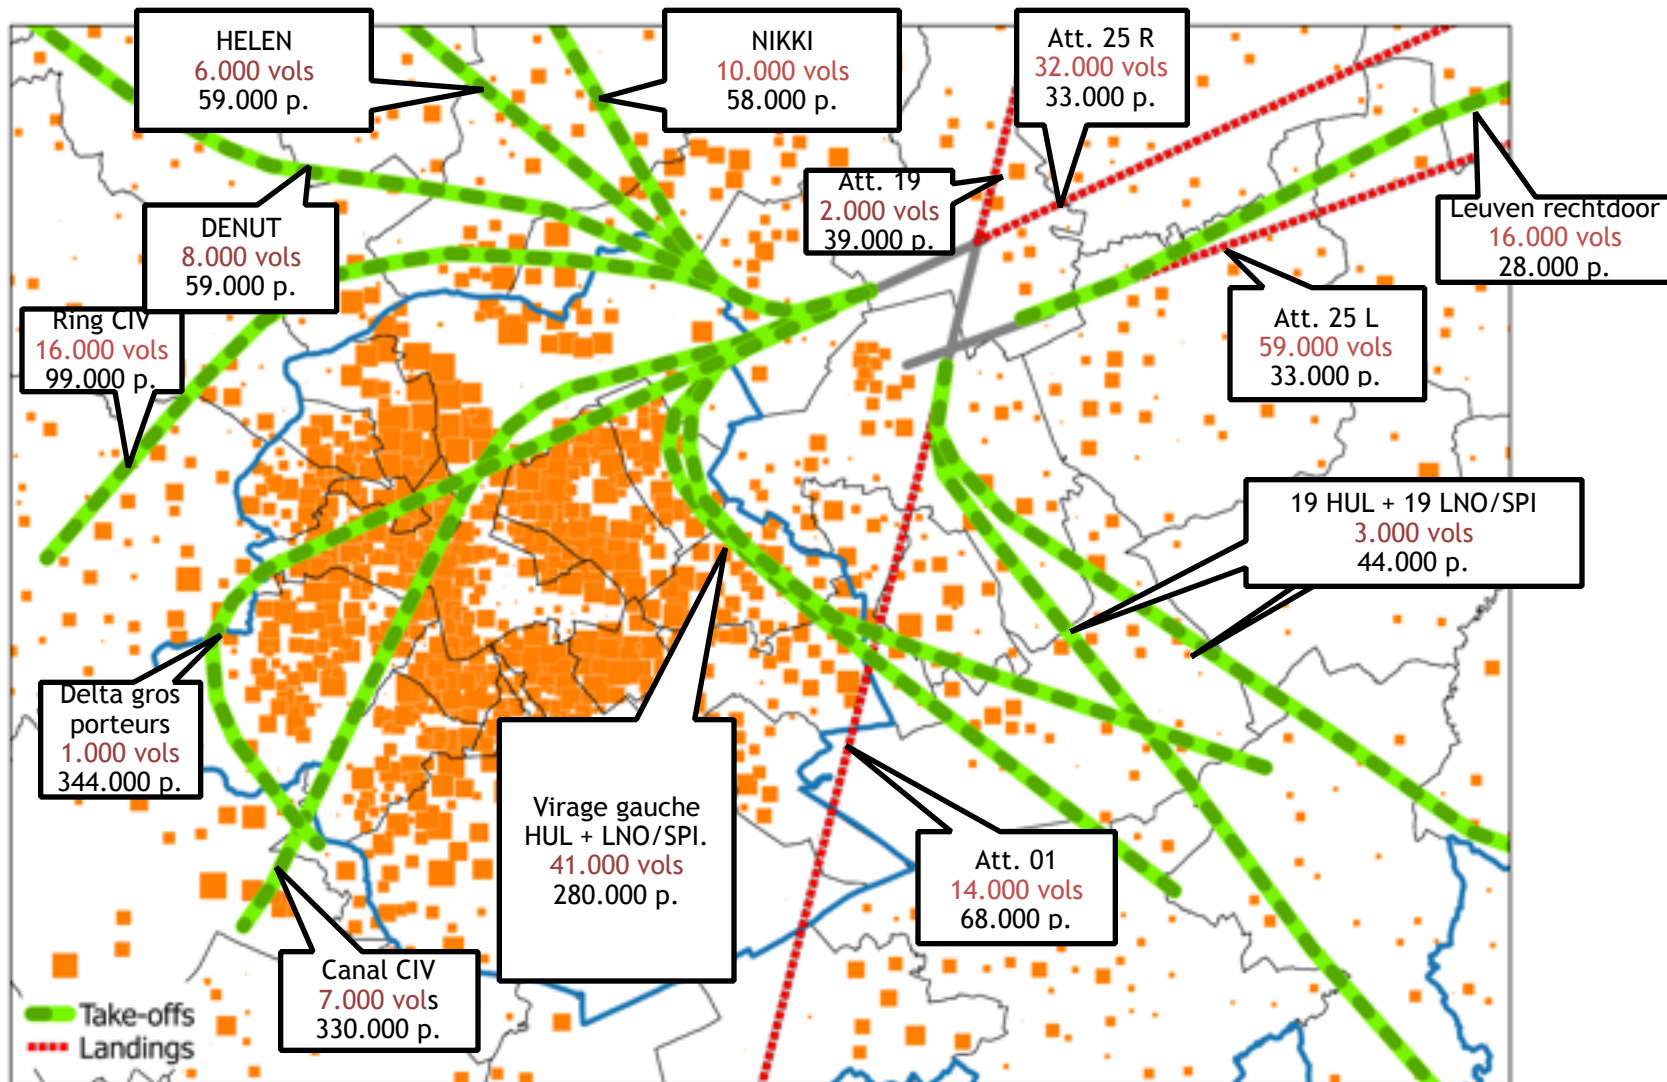 HELEN
6.000 vols
59.000 p.
NIKKI
10.000 vols
58.000 p.
Att. 25 R
32.000 vols
33.000 p.
Att. 19
2.000 vols
39.000 p.
Leuven rechtdoor
16.000 vols
28.000 p.
DENUT
8.000 vols
59.000 p.
Ring CIV
16.000 vols
99.000 p.
Att. 25 L
59.000 vols
33.000 p.
19 HUL + 19 LNO/SPI
3.000 vols
44.000 p.
Delta gros
porteurs
1.000 vols
344.000 p.
Virage gauche
HUL + LNO/SPI.
41.000 vols
280.000 p.
Att. 01
14.000 vols
68.000 p.
Canal CIV
7.000 vols
330.000 p.
Take-offs
Landings